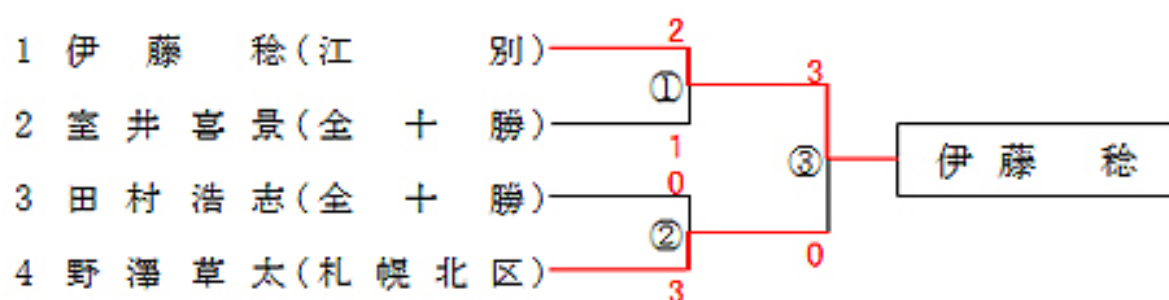 1 伊藤 稔(江別) 2
①
3
2 室井喜景(全十勝) 1
③
伊藤 稔
3 田村浩志(全十勝) 0
②
0
4 野澤草太(札幌北区) 3